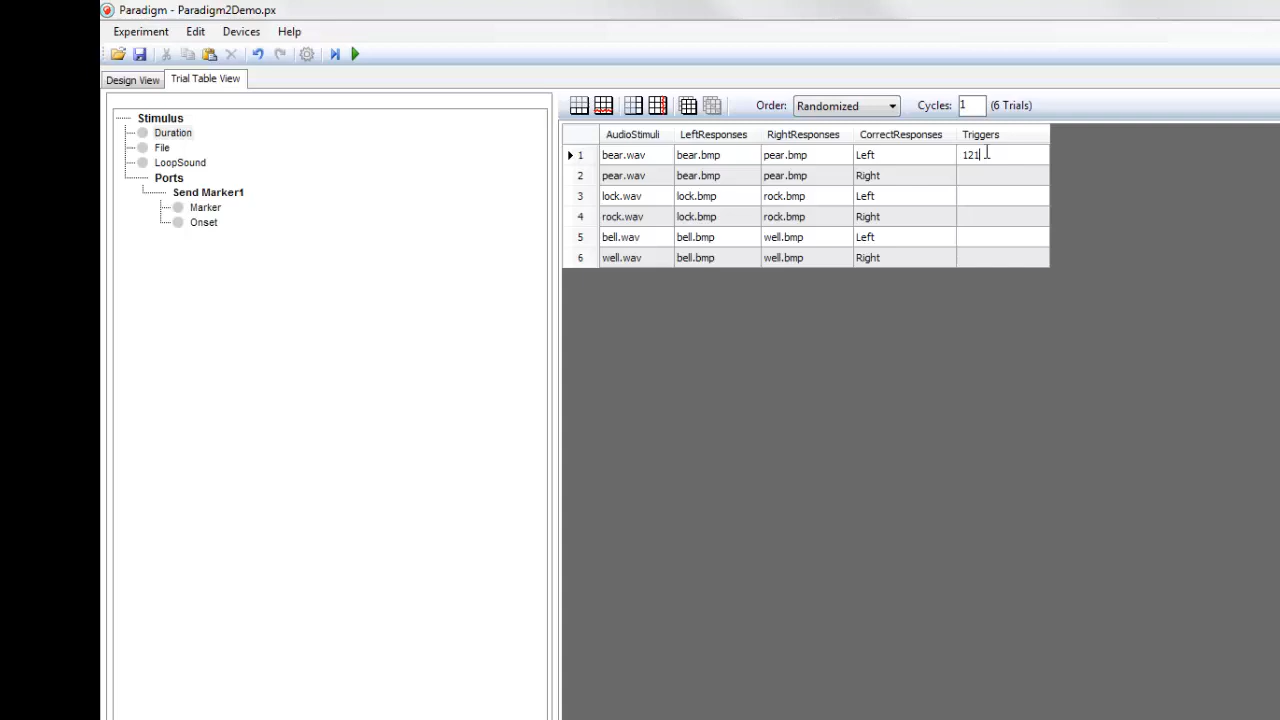 Paradigm - Paradigm2Demo.px
Experiment Edit Devices Help
Design View Trial Table View
Order: Randomized Cycles: 1 (6 Trials)
Stimulus
Duration
File
LoopSound
Ports
Send Marker1
Marker
Onset
AudioStimuli LeftResponses RightResponses CorrectResponses Triggers
1 bear.wav bear.bmp pear.bmp Left 121
2 pear.wav bear.bmp pear.bmp Right
3 lock.wav lock.bmp rock.bmp Left
4 rock.wav lock.bmp rock.bmp Right
5 bell.wav bell.bmp well.bmp Left
6 well.wav bell.bmp well.bmp Right